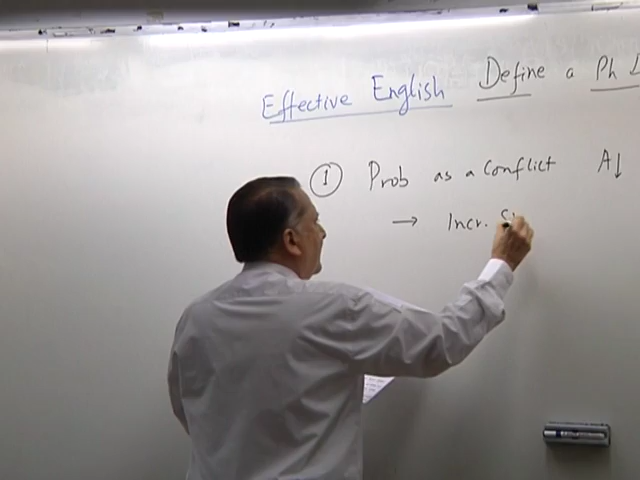 Effective English Define a Ph
1 Prob as a conflict A↓
→ Incr.